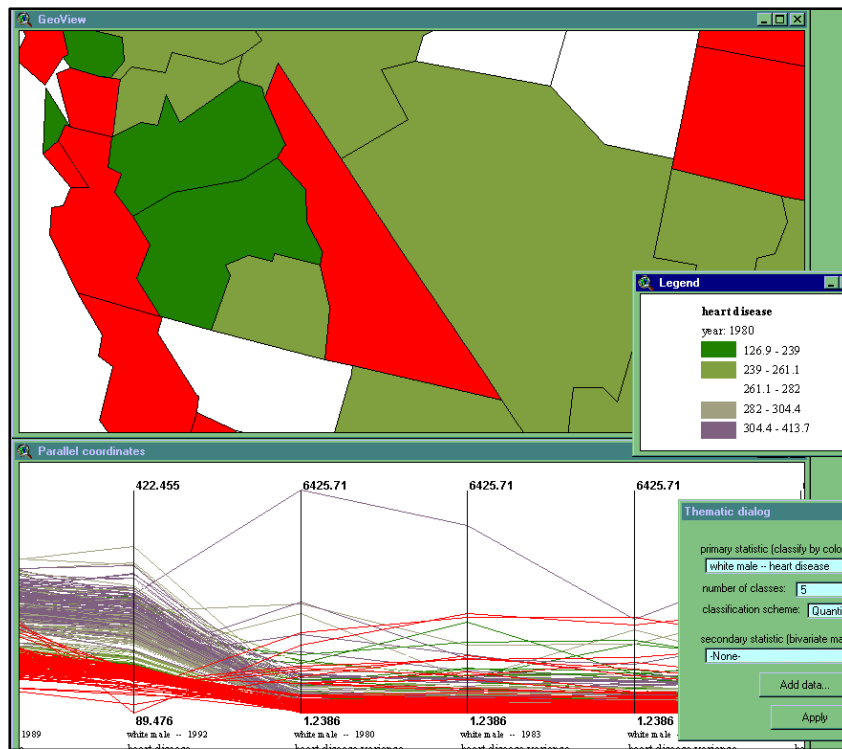 GeoView
Legend
heart disease
year: 1980
126.9 - 239
239 - 261.1
261.1 - 282
282 - 304.4
304.4 - 413.7
Parallel coordinates
422.455
6425.71
6425.71
6425.71
Thematic dialog
primary statistic (classify by colo
white male -- heart disease
number of classes: 5
classification scheme: Quanti
secondary statistic (bivariate ma
-None-
Add data...
Apply
89.476
1.2386
1.2386
1.2386
1989
white male -- 1992
white male -- 1980
white male -- 1983
white male -- 1986